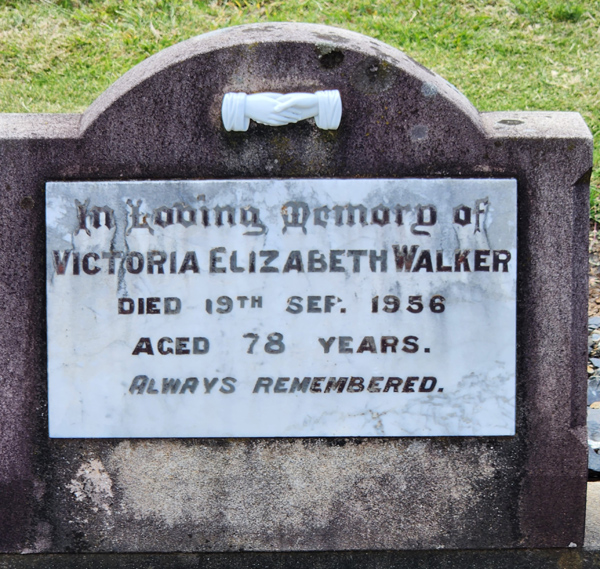 In Loving Memory of
VICTORIA ELIZABETH WALKER
DIED 19TH SEP. 1956
AGED 78 YEARS.
ALWAYS REMEMBERED.